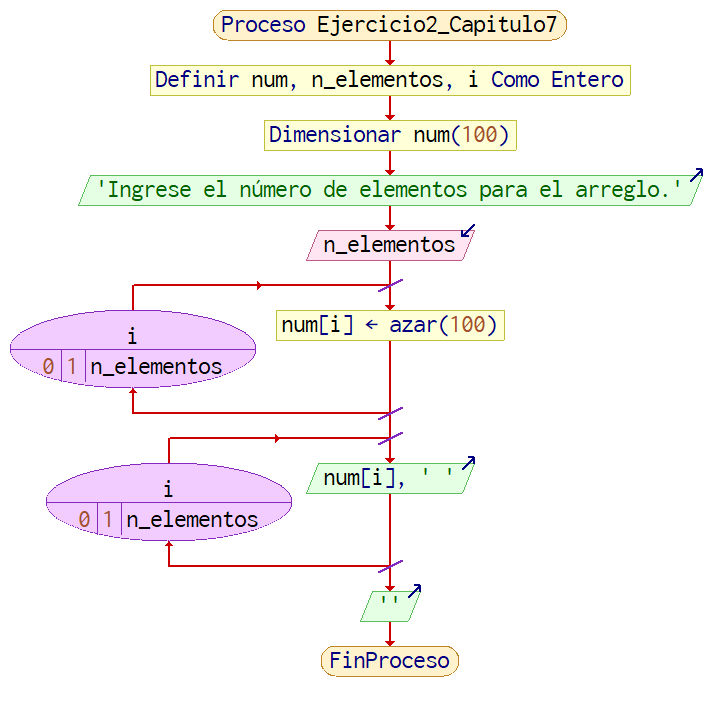 Proceso Ejercicio2_Capitulo7
Definir num, n_elementos, i Como Entero
Dimensionar num(100)
'Ingrese el número de elementos para el arreglo.'
n_elementos
i
0 1 n_elementos
num[i] ← azar(100)
i
0 1 n_elementos
num[i], ' '
''
FinProceso